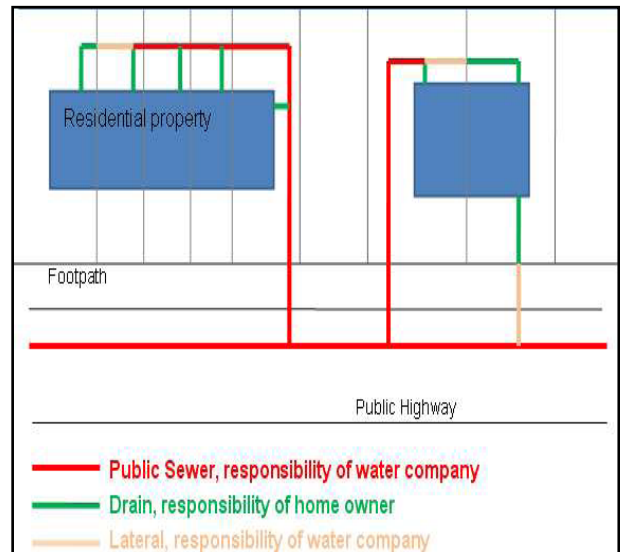 Residential property
Footpath
Public Highway
Public Sewer, responsibility of water company
Drain, responsibility of home owner
Lateral, responsibility of water company